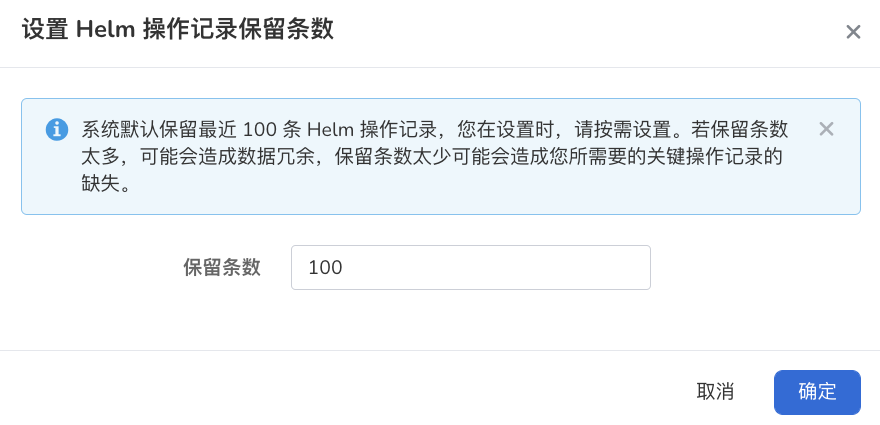 设置 Helm 操作记录保留条数
系统默认保留最近 100 条 Helm 操作记录，您在设置时，请按需设置。若保留条数
太多，可能会造成数据冗余，保留条数太少可能会造成您所需要的关键操作记录的
缺失。
保留条数
100
取消
确定